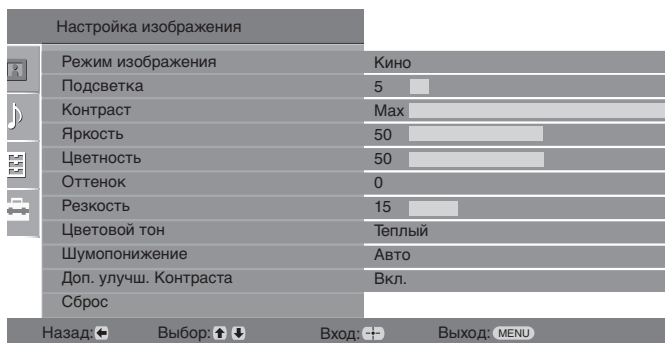 Настройка изображения
Режим изображения Кино
Подсветка 5
Контраст Max
Яркость 50
Цветность 50
Оттенок 0
Резкость 15
Цветовой тон Теплый
Шумопонижение Авто
Доп. улучш. Контраста Вкл.
Сброс
Назад: Выбор: Вход: Выход: MENU